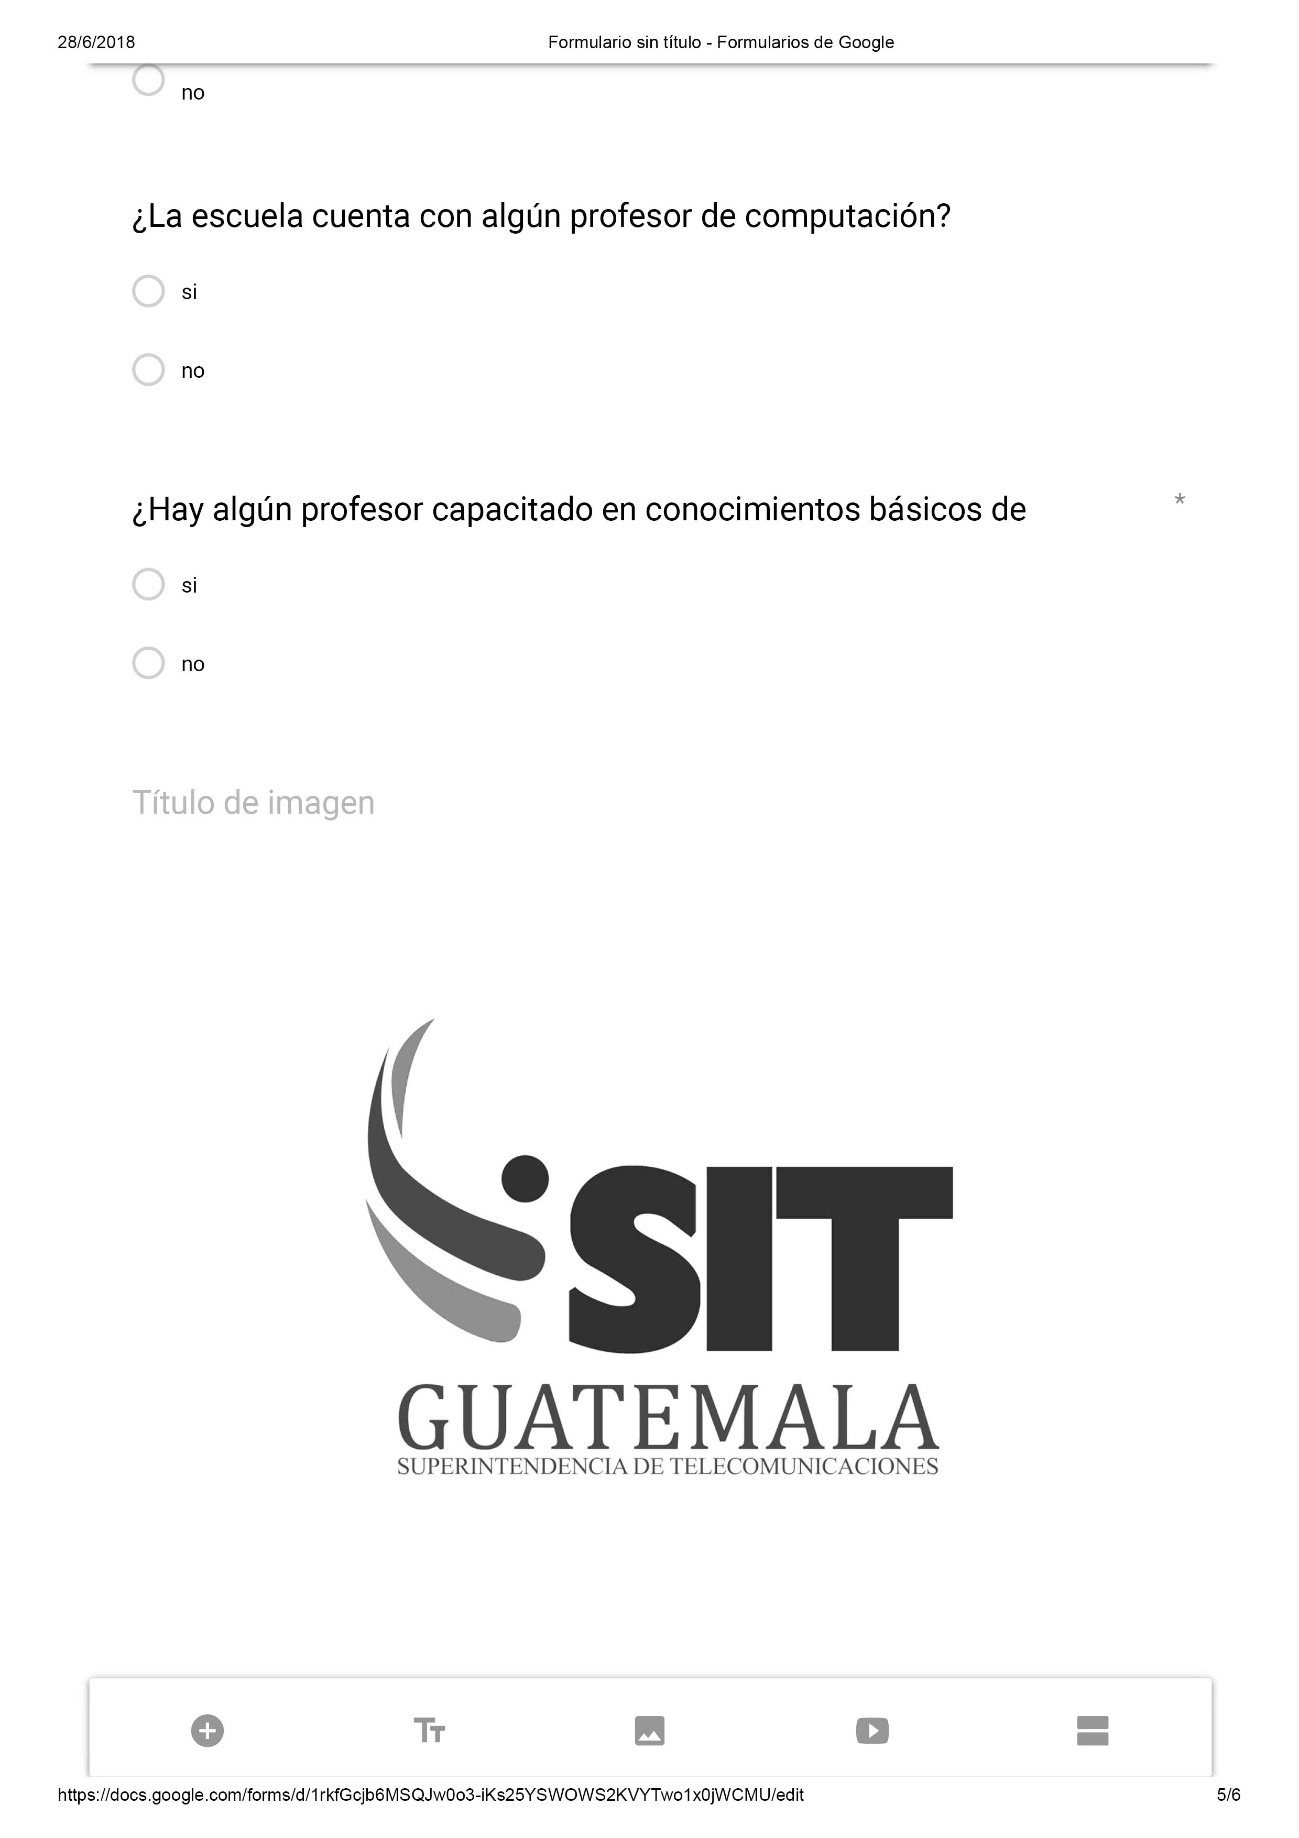 28/6/2018 Formulario sin título - Formularios de Google
no
¿La escuela cuenta con algún profesor de computación?
si
no
¿Hay algún profesor capacitado en conocimientos básicos de *
si
no
Título de imagen
SIT
GUATEMALA
SUPERINTENDENCIA DE TELECOMUNICACIONES
Tт
https://docs.google.com/forms/d/1rkfGcjb6MSQJw0o3-iKs25YSWOWS2KVYTwo1x0jWCMU/edit 5/6